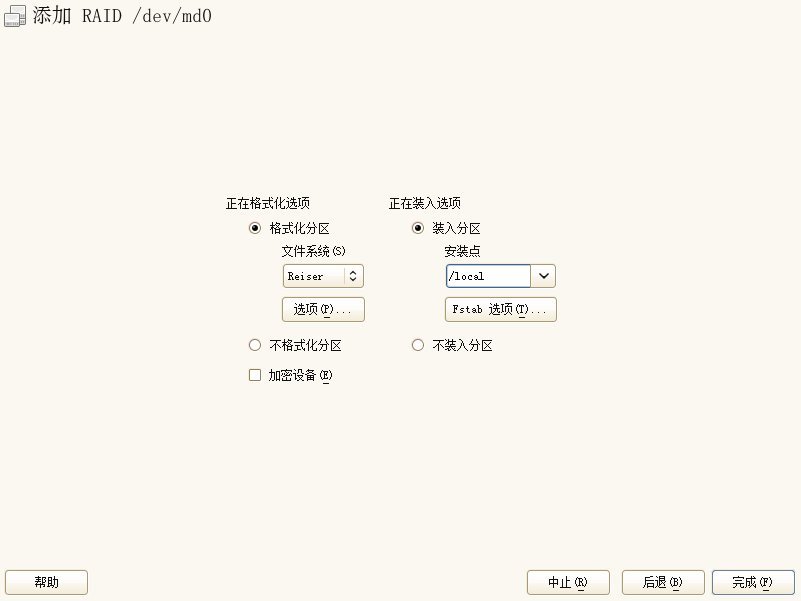 添加 RAID /dev/md0
正在格式化选项
正在装入选项
格式化分区
装入分区
文件系统(S)
安装点
Reiser
/local
选项(P)...
Fstab 选项(T)...
不格式化分区
不装入分区
加密设备(E)
帮助
中止(R)
后退(B)
完成(F)